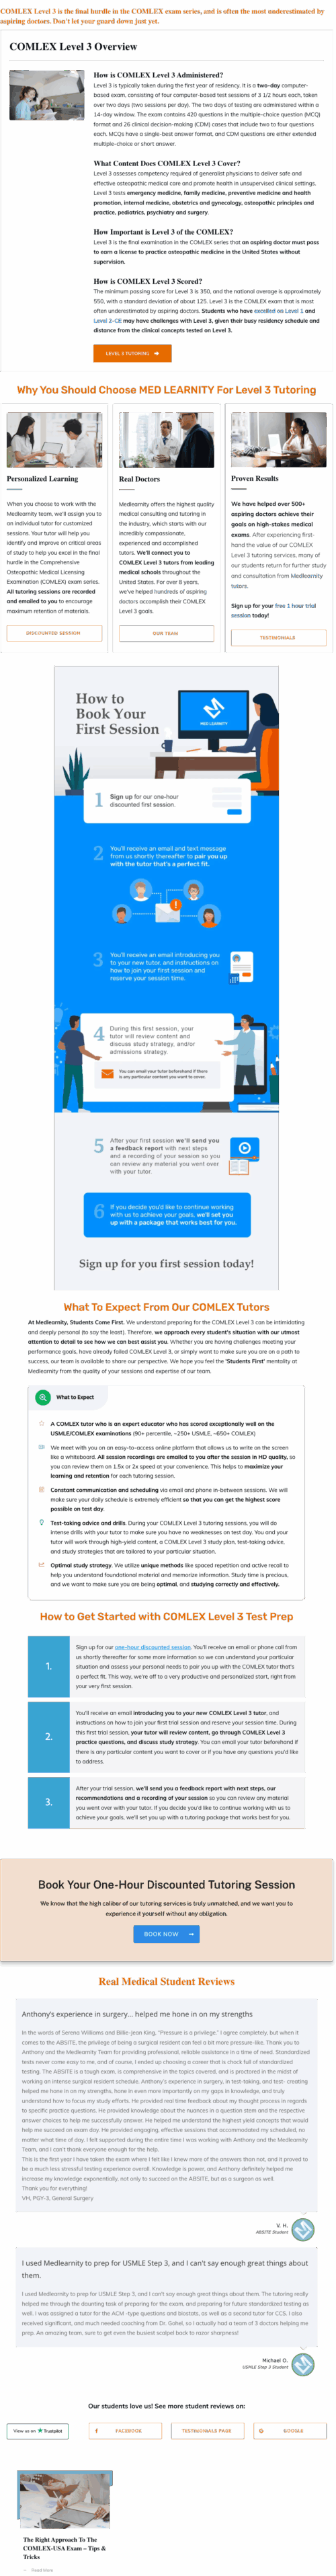 COMLEX Level 3 is the final hurdle in the COMLEX exam series, and is often the most underestimated by
aspiring doctors. Don't let your guard down just yet.
COMLEX Level 3 Overview
How is COMLEX Level 3 Administered?
Level 3 is typically taken during the first year of residency. It is a two-day computer-
based exam, consisting of four computer-based test sessions of 3 1/2 hours each, taken
over two days (two sessions per day). The two days of testing are administered within a
14-day window. The exam contains 420 questions in the multiple-choice question (MCQ)
format and 26 clinical decision-making (CDM) cases that include two to four questions
each. MCQs have a single-best answer format, and CDM questions are either extended
multiple-choice or short answer.
What Content Does COMLEX Level 3 Cover?
Level 3 assesses competency required of generalist physicians to deliver safe and
effective osteopathic medical care and promote health in unsupervised clinical settings.
Level 3 tests emergency medicine, family medicine, preventive medicine and health
promotion, internal medicine, obstetrics and gynecology, osteopathic principles and
practice, pediatrics, psychiatry and surgery.
How Important is Level 3 of the COMLEX?
Level 3 is the final examination in the COMLEX series that an aspiring doctor must pass
to earn a license to practice osteopathic medicine in the United States without
supervision.
How is COMLEX Level 3 Scored?
The minimum passing score for Level 3 is 350, and the national average is approximately
550, with a standard deviation of about 125. Level 3 is the COMLEX exam that is most
often underestimated by aspiring doctors. Students who have excelled on Level 1 and
Level 2-CE may have challenges with Level 3, given their busy residency schedule and
distance from the clinical concepts tested on Level 3.
LEVEL 3 TUTORING
Why You Should Choose MED LEARNITY For Level 3 Tutoring
Personalized Learning
When you choose to work with the
Medlearnity team, we'll assign you to
an individual tutor for customized
sessions. Your tutor will help you
identify and improve on critical areas
of study to help you excel in the final
hurdle in the Comprehensive
Osteopathic Medical Licensing
Examination (COMLEX) exam series.
All tutoring sessions are recorded
and emailed to you to encourage
maximum retention of materials.
DISCOUNTED SESSION
Real Doctors
Medlearnity offers the highest quality
medical consulting and tutoring in
the industry, which starts with our
incredibly compassionate,
experienced and accomplished
tutors. We'll connect you to
COMLEX Level 3 tutors from leading
medical schools throughout the
United States. For over 8 years,
we've helped hundreds of aspiring
doctors accomplish their COMLEX
Level 3 goals.
OUR TEAM
Proven Results
We have helped over 500+
aspiring doctors achieve their
goals on high-stakes medical
exams. After experiencing first-
hand the value of our COMLEX
Level 3 tutoring services, many of
our students return for further study
and consultation from Medlearnity
tutors.
Sign up for your free 1 hour trial
session today!
TESTIMONIALS
How to
Book Your
First Session
MED LEARNITY
1
Sign up for our one-hour
discounted first session.
2
You'll receive an email and text message
from us shortly thereafter to pair you up
with the tutor that's a perfect fit.
3
You'll receive an email introducing you
to your new tutor, and instructions on
how to join your first session and
reserve your session time.
4
During this first session, your
tutor will review content and
discuss study strategy, and/or
admissions strategy.
You can email your tutor beforehand if there
is any particular content you want to cover.
5
After your first session we'll send you
a feedback report with next steps
and a recording of your session so you
can review any material you went over
with your tutor.
6
If you decide you'd like to continue working
with us to achieve your goals, we'll set you
up with a package that works best for you.
Sign up for you first session today!
What To Expect From Our COMLEX Tutors
At Medlearnity, Students Come First. We understand preparing for the COMLEX Level 3 can be intimidating
and deeply personal (to say the least). Therefore, we approach every student's situation with our utmost
attention to detail to see how we can best assist you. Whether you are having challenges meeting your
performance goals, have already failed COMLEX Level 3, or simply want to make sure you are on a path to
success, our team is available to share our perspective. We hope you feel the 'Students First' mentality at
Medlearnity from the quality of your sessions and expertise of our team.
What to Expect
A COMLEX tutor who is an expert educator who has scored exceptionally well on the
USMLE/COMLEX examinations (90+ percentile, ~250+ USMLE, ~650+ COMLEX)
We meet with you on an easy-to-access online platform that allows us to write on the screen
like a whiteboard. All session recordings are emailed to you after the session in HD quality, so
you can review them on 1.5x or 2x speed at your convenience. This helps to maximize your
learning and retention for each tutoring session.
Constant communication and scheduling via email and phone in-between sessions. We will
make sure your daily schedule is extremely efficient so that you can get the highest score
possible on test day.
Test-taking advice and drills. During your COMLEX Level 3 tutoring sessions, you will do
intense drills with your tutor to make sure you have no weaknesses on test day. You and your
tutor will work through high-yield content, a COMLEX Level 3 study plan, test-taking advice,
and study strategies that are tailored to your particular situation.
Optimal study strategy. We utilize unique methods like spaced repetition and active recall to
help you understand foundational material and memorize information. Study time is precious,
and we want to make sure you are being optimal, and studying correctly and effectively.
How to Get Started with COMLEX Level 3 Test Prep
1.
Sign up for our one-hour discounted session. You'll receive an email or phone call from
us shortly thereafter for some more information so we can understand your particular
situation and assess your personal needs to pair you up with the COMLEX tutor that's
a perfect fit. This way, we're off to a very productive and personalized start, right from
your very first session.
2.
You'll receive an email introducing you to your new COMLEX Level 3 tutor, and
instructions on how to join your first trial session and reserve your session time. During
this first trial session, your tutor will review content, go through COMLEX Level 3
practice questions, and discuss study strategy. You can email your tutor beforehand if
there is any particular content you want to cover or if you have any questions you'd like
to address.
3.
After your trial session, we'll send you a feedback report with next steps, our
recommendations and a recording of your session so you can review any material
you went over with your tutor. If you decide you'd like to continue working with us to
achieve your goals, we'll set you up with a tutoring package that works best for you.
Book Your One-Hour Discounted Tutoring Session
We know that the high caliber of our tutoring services is truly unmatched, and we want you to
experience it yourself without any obligation.
BOOK NOW
Real Medical Student Reviews
Anthony's experience in surgery... helped me hone in on my strengths
In the words of Serena Williams and Billie-Jean King, "Pressure is a privilege." I agree completely, but when it
comes to the ABSITE, the privilege of being a surgical resident can feel a bit more pressure-like. Thank you to
Anthony and the Medlearnity Team for providing professional, reliable assistance in a time of need. Standardized
tests never come easy to me, and of course, I ended up choosing a career that is chock full of standardized
testing. The ABSITE is a tough exam, is comprehensive in the topics covered, and is proctored in the midst of
working an intense surgical resident schedule. Anthony's experience in surgery, in test-taking, and test- creating
helped me hone in on my strengths, hone in even more importantly on my gaps in knowledge, and truly
understand how to focus my study efforts. He provided real time feedback about my thought process in regards
to specific practice questions. He provided knowledge about the nuances in a question stem and the respective
answer choices to help me successfully answer. He helped me understand the highest yield concepts that would
help me succeed on exam day. He provided engaging, effective sessions that accommodated my scheduled, no
matter what time of day. I felt supported during the entire time I was working with Anthony and the Medlearnity
Team, and I can't thank everyone enough for the help.
This is the first year I have taken the exam where I felt like I knew more of the answers than not, and it proved to
be a much less stressful testing experience overall. Knowledge is power, and Anthony definitely helped me
increase my knowledge exponentially, not only to succeed on the ABSITE, but as a surgeon as well.
Thank you for everything!
VH, PGY-3, General Surgery
V. H.
ABSITE Student
I used Medlearnity to prep for USMLE Step 3, and I can't say enough great things about
them.
I used Medlearnity to prep for USMLE Step 3, and I can't say enough great things about them. The tutoring really
helped me through the daunting task of preparing for the exam, and preparing for future standardized testing as
well. I was assigned a tutor for the ACM -type questions and biostats, as well as a second tutor for CCS. I also
received significant, and much needed coaching from Dr. Gohel, so I actually had a team of 3 doctors helping me
prep. An amazing team, sure to get even the busiest scalpel back to razor sharpness!
Michael D.
USMLE Step 3 Student
Our students love us! See more student reviews on:
View us on Trustpilot
FACEBOOK
TESTIMONIALS PAGE
GOOGLE
The Right Approach To The
COMLEX-USA Exam – Tips &
Tricks
Read More